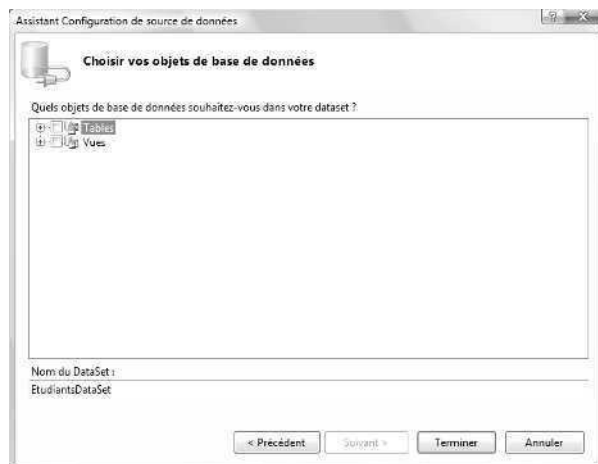 Assistant Configuration de source de données
Choisir vos objets de base de données
Quels objets de base de données souhaitez-vous dans votre dataset ?
Tables
Vues
Nom du DataSet :
EtudiantsDataSet
< Précédent
Suivant >
Terminer
Annuler